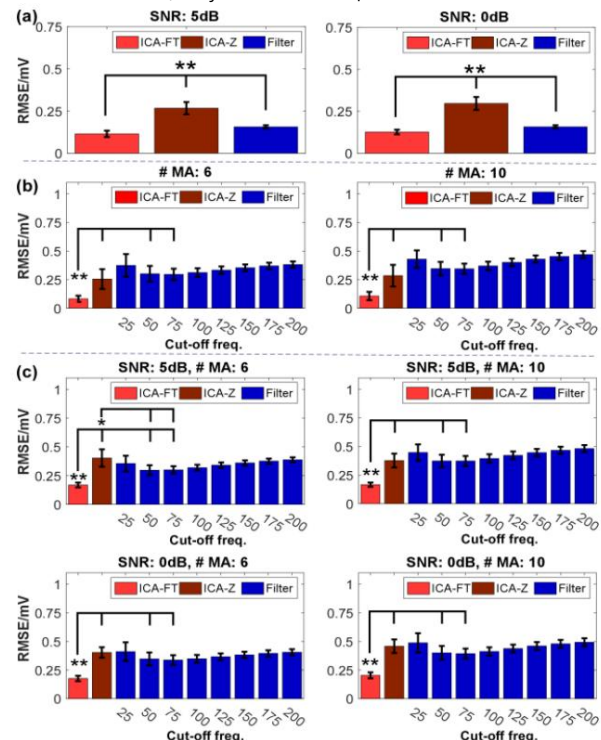 (a)
SNR: 5dB
SNR: 0dB
ICA-FT ICA-Z Filter
ICA-FT ICA-Z Filter
RMSE/mV
0.75
0.5
0.25
0
**
0.75
0.5
0.25
0
**
(b)
# MA: 6
# MA: 10
ICA-FT ICA-Z Filter
ICA-FT ICA-Z Filter
RMSE/mV
1
0.75
0.5
0.25
0
**
25 50 75 100 125 150 175 200
Cut-off freq.
1
0.75
0.5
0.25
0
**
25 50 75 100 125 150 175 200
Cut-off freq.
(c)
SNR: 5dB, # MA: 6
SNR: 5dB, # MA: 10
ICA-FT ICA-Z Filter
ICA-FT ICA-Z Filter
RMSE/mV
1
0.75
0.5
0.25
0
*
**
25 50 75 100 125 150 175 200
Cut-off freq.
1
0.75
0.5
0.25
0
**
25 50 75 100 125 150 175 200
Cut-off freq.
SNR: 0dB, # MA: 6
SNR: 0dB, # MA: 10
ICA-FT ICA-Z Filter
ICA-FT ICA-Z Filter
RMSE/mV
1
0.75
0.5
0.25
0
**
25 50 75 100 125 150 175 200
Cut-off freq.
1
0.75
0.5
0.25
0
**
25 50 75 100 125 150 175 200
Cut-off freq.